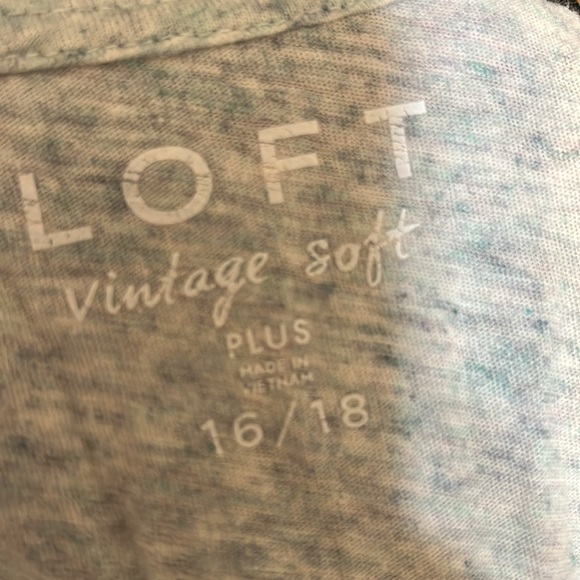 LOFT
Vintage soft
PLUS
MADE IN
VIETNAM
16/18